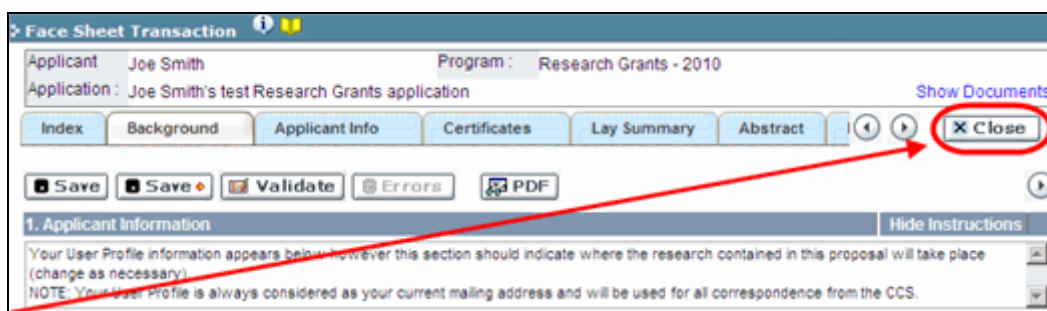 Face Sheet Transaction
Applicant Joe Smith Program : Research Grants - 2010
Application : Joe Smith's test Research Grants application Show Documents
Index Background Applicant Info Certificates Lay Summary Abstract Close
Save Save Validate Errors PDF
1. Applicant Information Hide Instructions
Your User Profile information appears below however this section should indicate where the research contained in this proposal will take place
(change as necessary).
NOTE: Your User Profile is always considered as your current mailing address and will be used for all correspondence from the CCS.